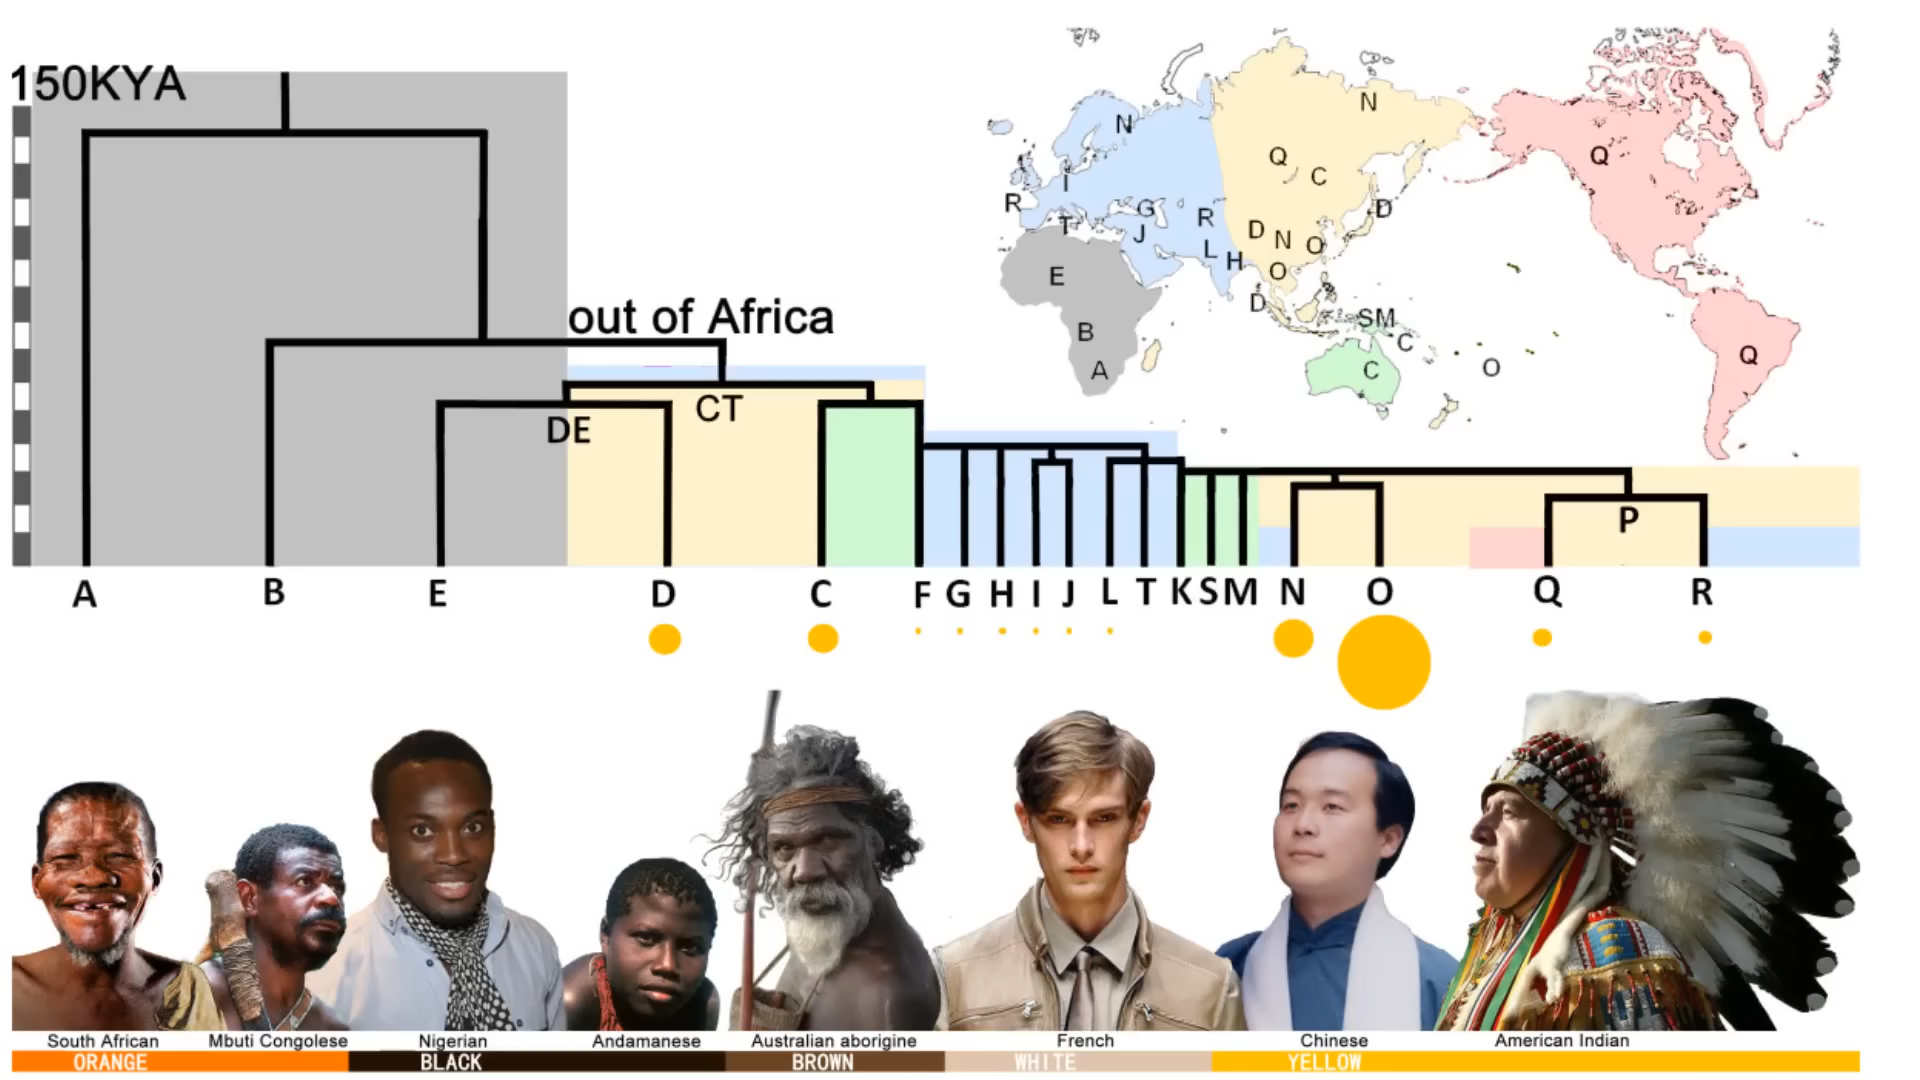 150KYA
out of Africa
CT
DE
P
A B E D C F G H I J L T K S M N O Q R
N
N
Q
Q
I
I
C
R
G
R
D
T
J
D
N
O
L
H
O
E
D
SM
B
C
Q
A
C
O
South African Mbuti Congolese Nigerian Andamanese Australian aborigine French Chinese American Indian
ORANGE BLACK BROWN WHITE YELLOW